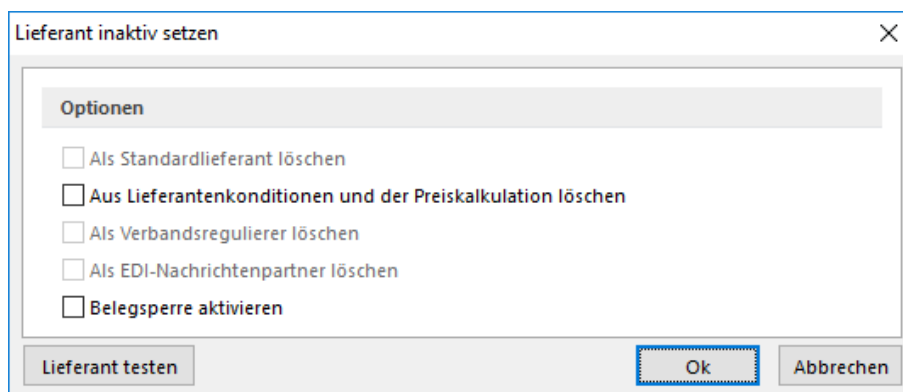 Lieferant inaktiv setzen
Optionen
Als Standardlieferant löschen
Aus Lieferantenkonditionen und der Preiskalkulation löschen
Als Verbandsregulierer löschen
Als EDI-Nachrichtenpartner löschen
Belegsperre aktivieren
Lieferant testen
Ok
Abbrechen